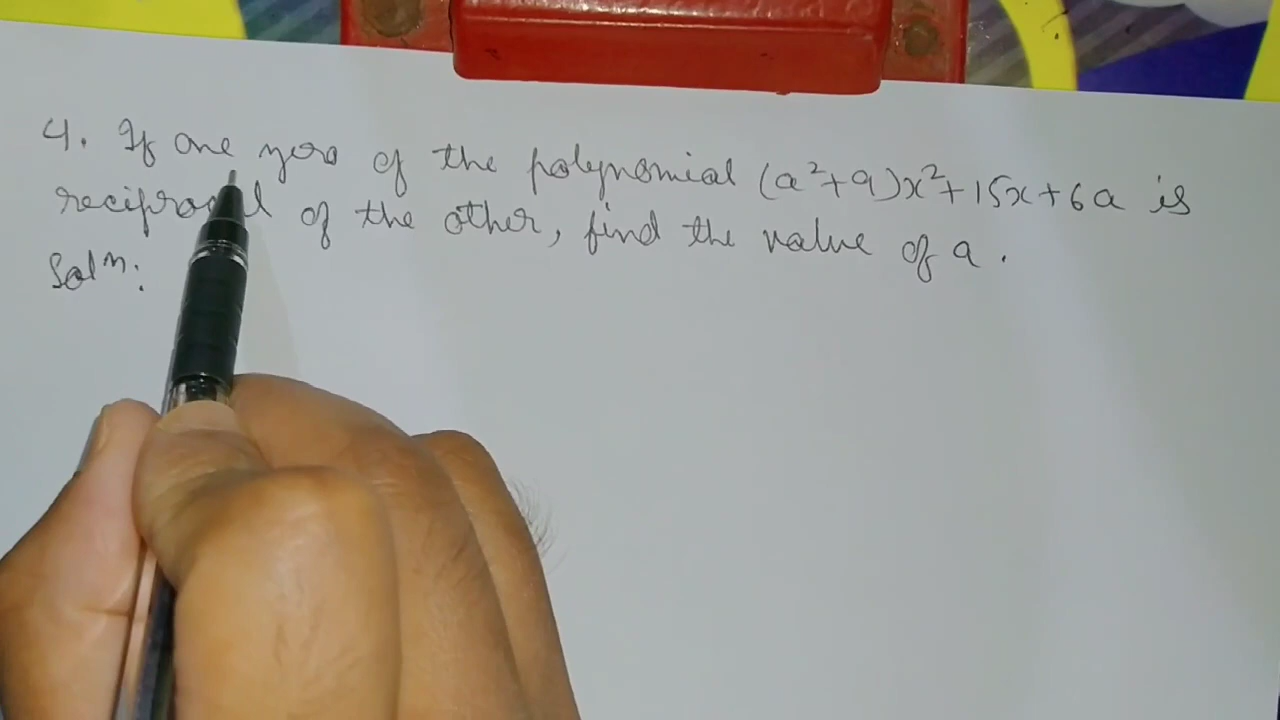 4. If one zero of the polynomial (a²+9)x²+15x+6a is
reciprocal of the other, find the value of a.
Solⁿ: